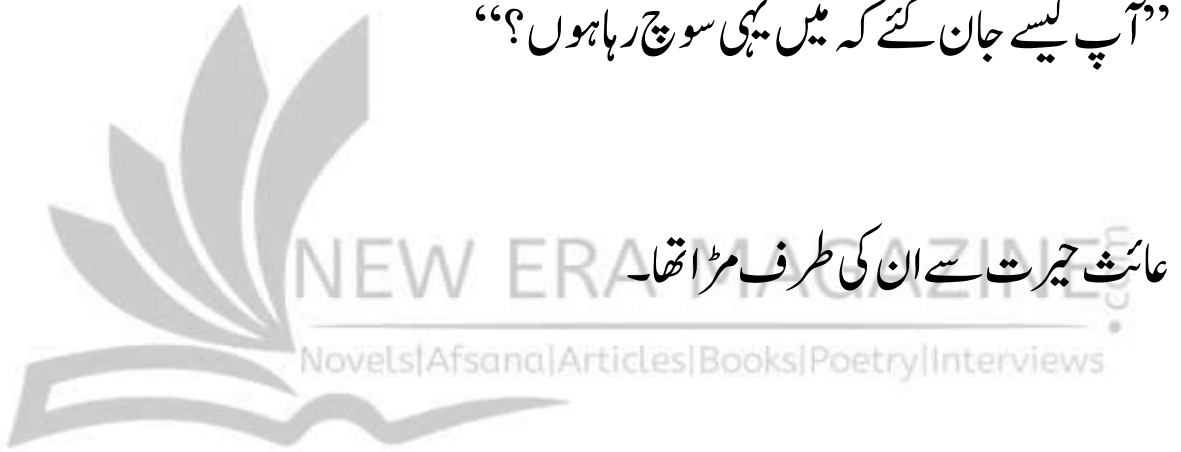 ”آپ کیسے جان گئے کہ میں یہی سوچ رہا ہوں؟“
عائث حیرت سے ان کی طرف مڑا تھا۔
NEW ERA MAGAZINE.com
Novels|Afsana|Articles|Books|Poetry|Interviews